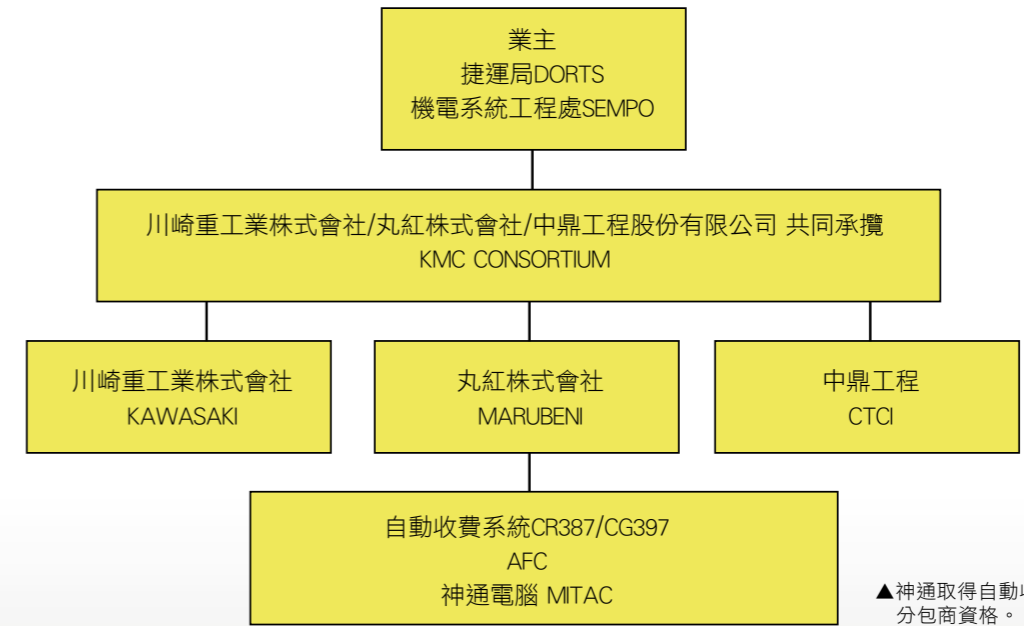 業主
捷運局DORTS
機電系統工程處SEMPO
川崎重工業株式會社/丸紅株式會社/中鼎工程股份有限公司 共同承攬
KMC CONSORTIUM
川崎重工業株式會社
KAWASAKI
丸紅株式會社
MARUBENI
中鼎工程
CTCI
自動收費系統CR387/CG397
AFC
神通電腦 MITAC
▲神通取得自動
分包商資格。